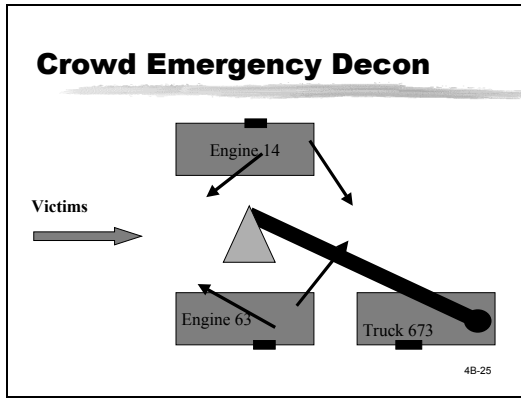 Crowd Emergency Decon
Engine 14
Victims
Engine 63
Truck 673
4B-25